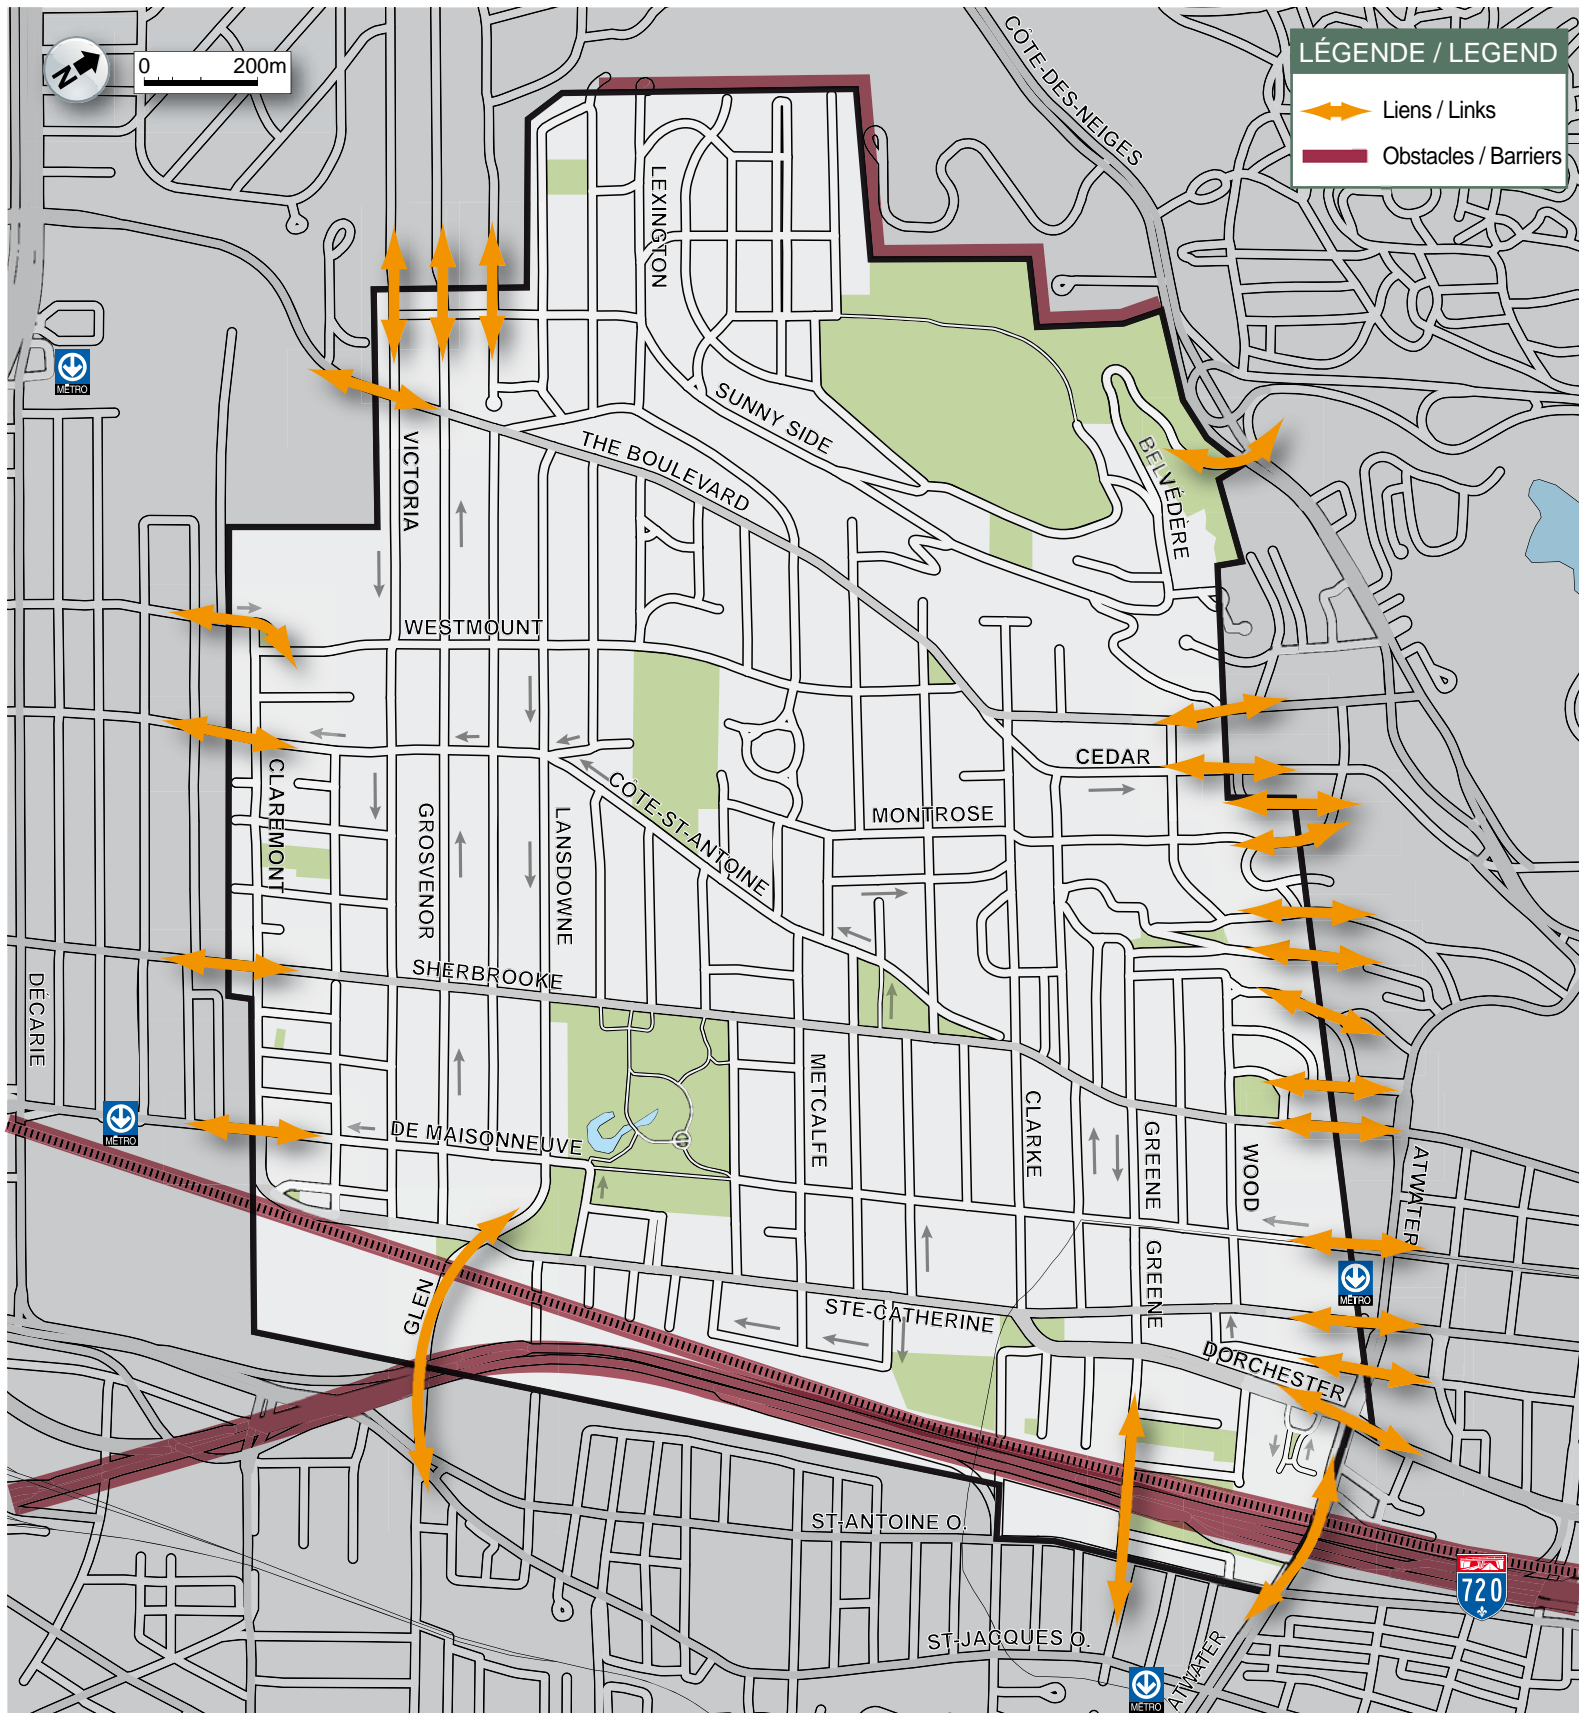 N
0 200m
LÉGENDE / LEGEND
Liens / Links
Obstacles / Barriers
CÔTE-DES-NEIGES
LEXINGTON
MÉTRO
SUNNY SIDE
THE BOULEVARD
VICTORIA
BELVÉDÈRE
WESTMOUNT
CEDAR
CLAREMONT
CÔTE-ST-ANTOINE
MONTROSE
GROSVENOR
LANSDOWNE
SHERBROOKE
DÉCARIE
METCALFE
CLARKE
GREENE
WOOD
ATWATER
MÉTRO
DE MAISONNEUVE
GREENE
MÉTRO
GLEN
STE-CATHERINE
DORCHESTER
ST-ANTOINE O.
720
ST-JACQUES O.
ATWATER
MÉTRO